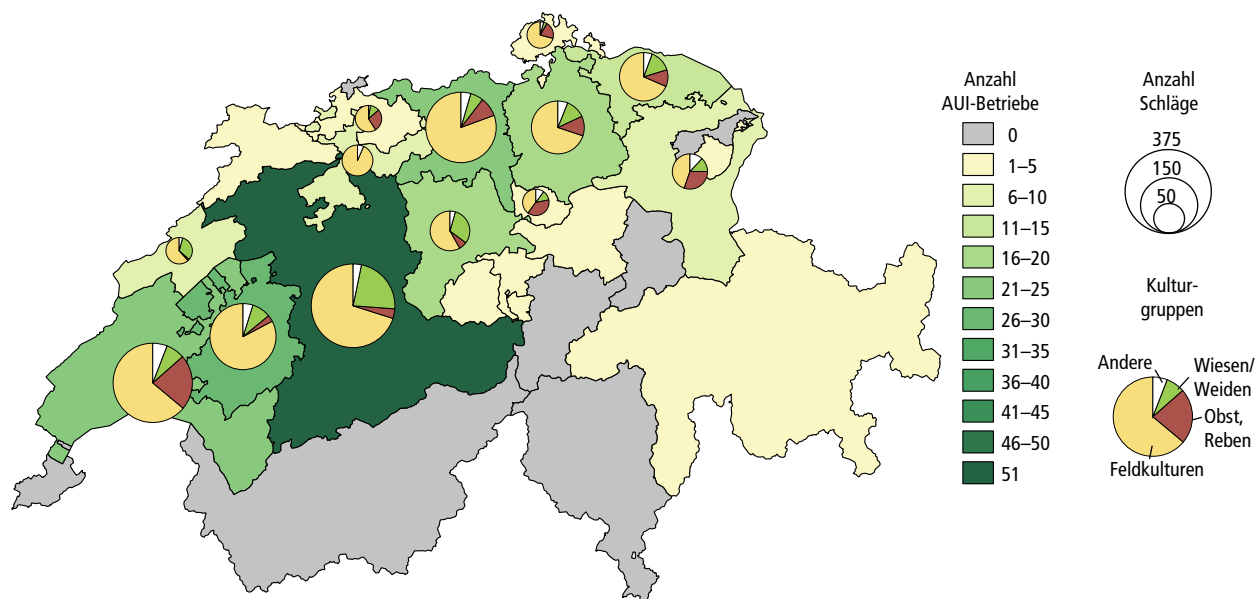 Anzahl
AUI-Betriebe
0
1–5
6–10
11–15
16–20
21–25
26–30
31–35
36–40
41–45
46–50
51
Anzahl
Schläge
375
150
50
Kultur-
gruppen
Andere
Wiesen/
Weiden
Obst,
Reben
Feldkulturen